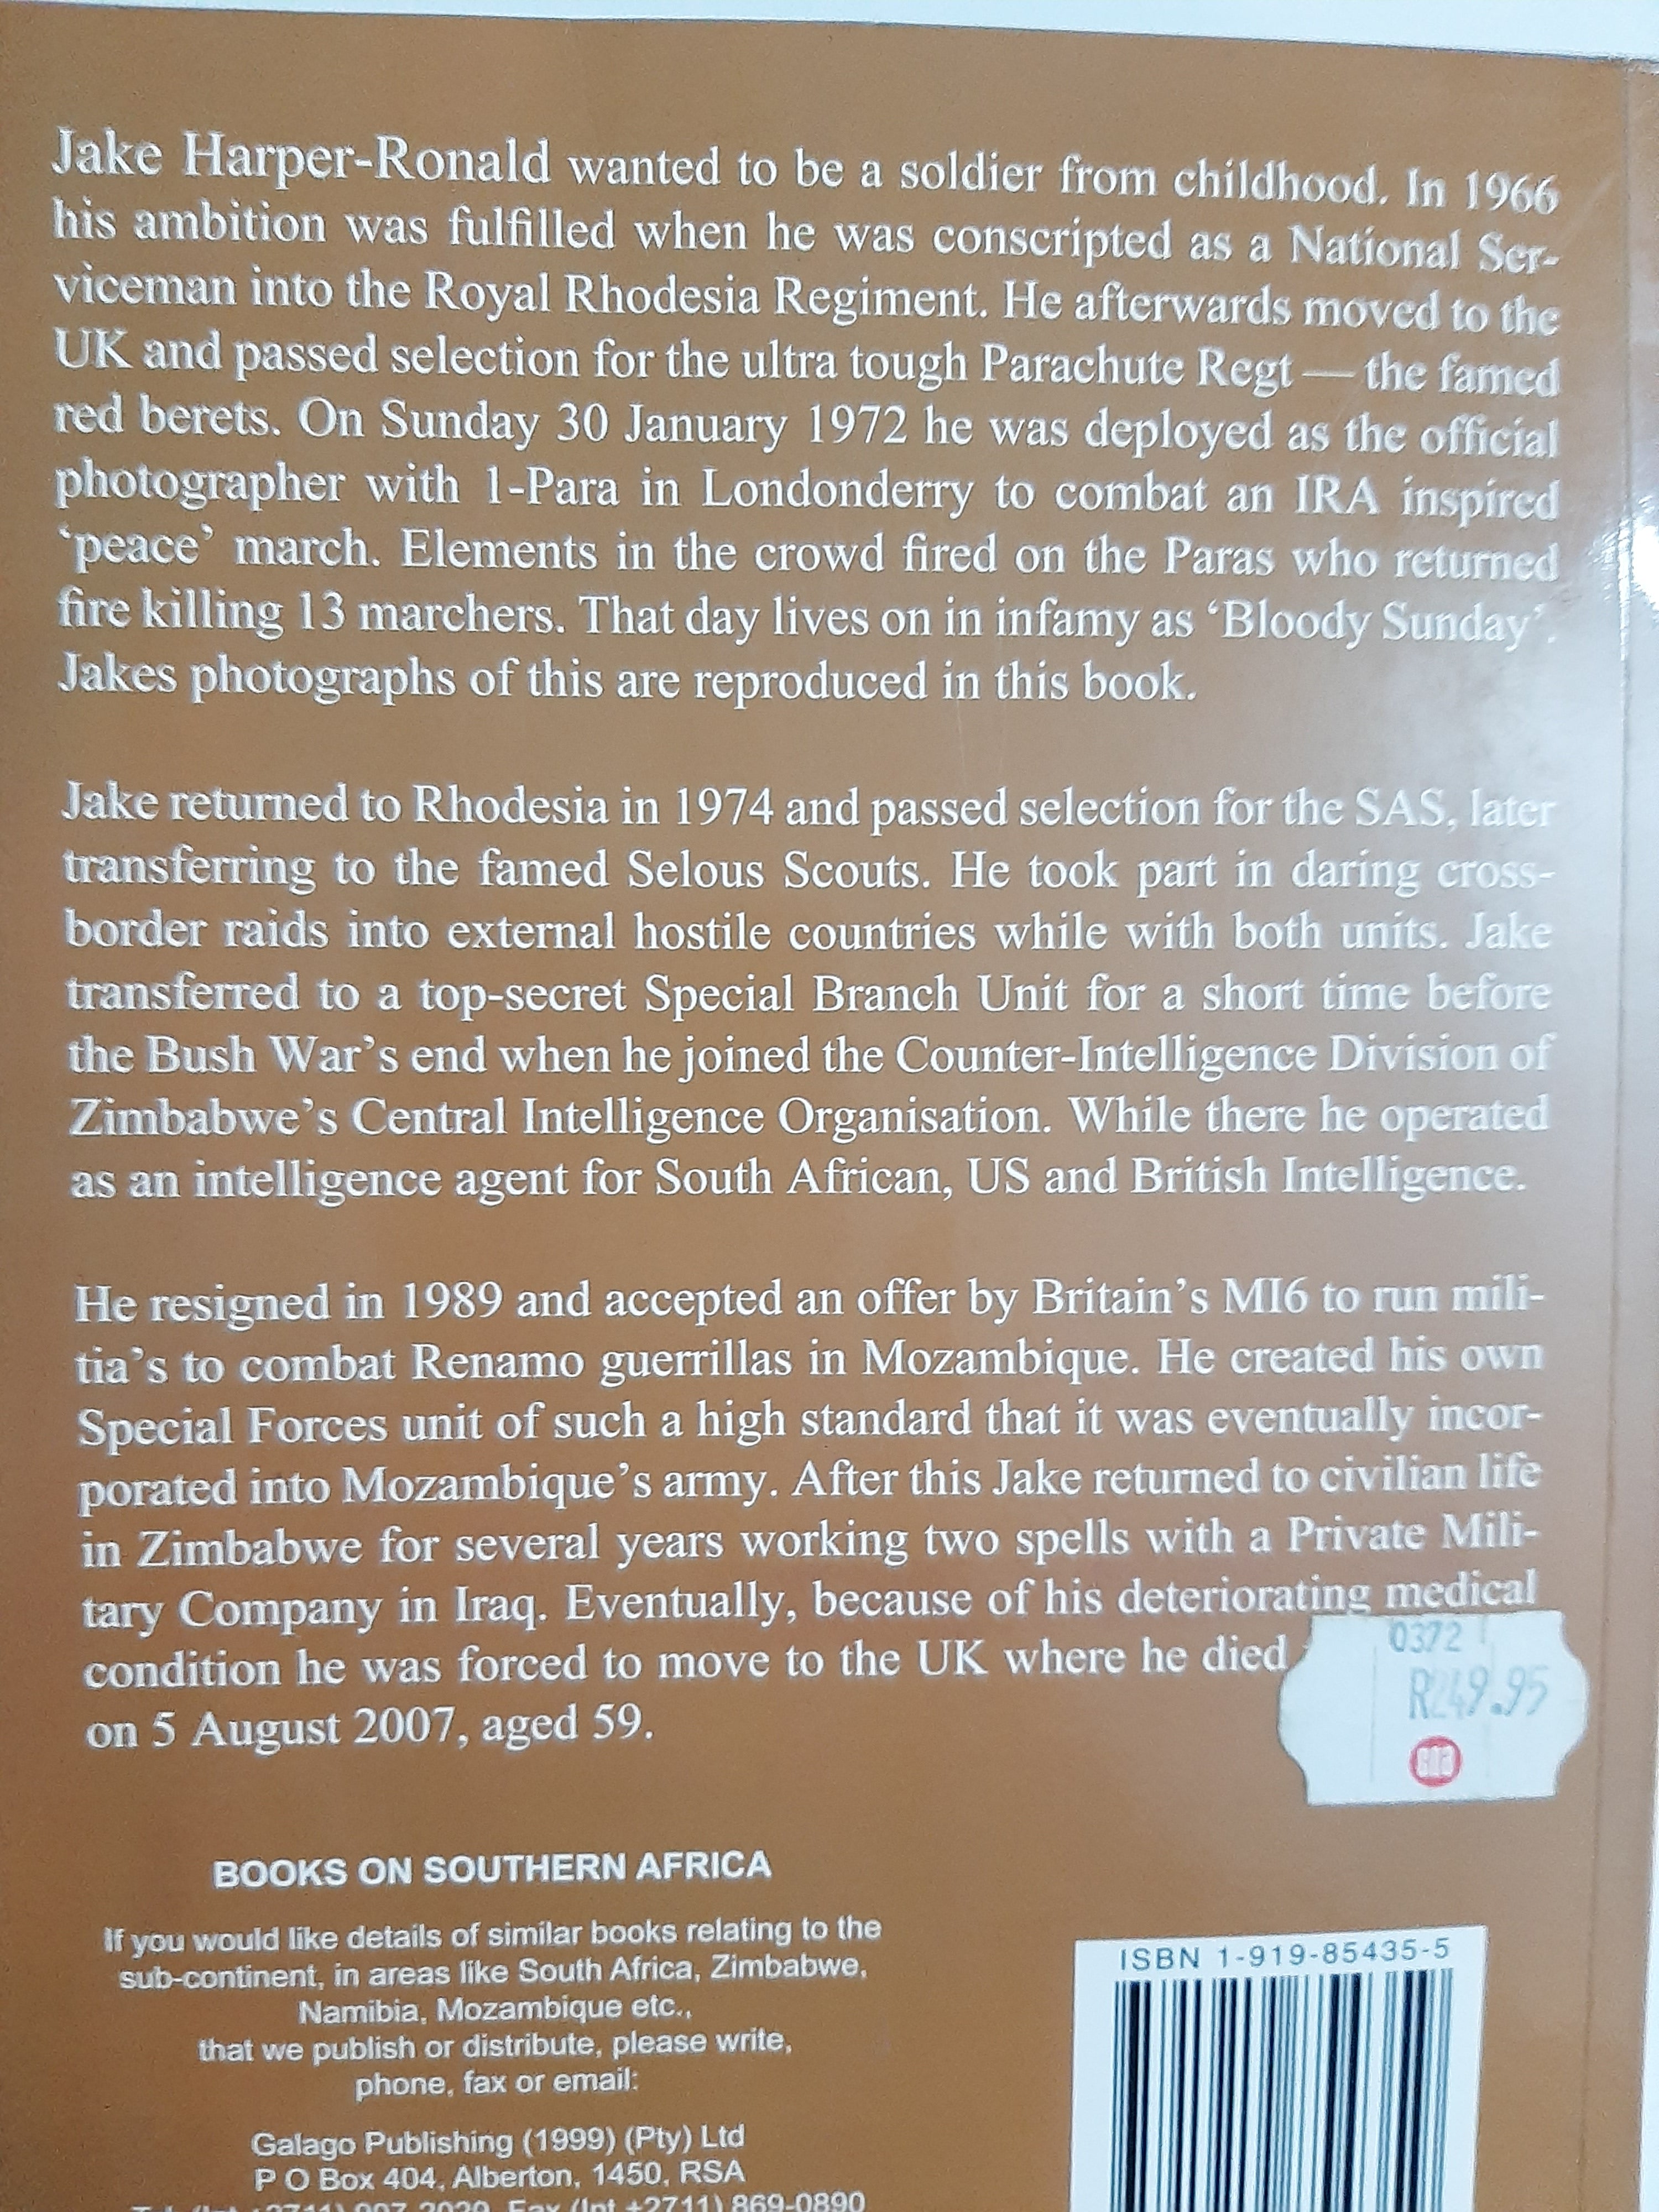 Jake Harper-Ronald wanted to be a soldier from childhood. In 1966
his ambition was fulfilled when he was conscripted as a National Ser-
viceman into the Royal Rhodesia Regiment. He afterwards moved to the
UK and passed selection for the ultra tough Parachute Regt — the famed
red berets. On Sunday 30 January 1972 he was deployed as the official
photographer with 1-Para in Londonderry to combat an IRA inspired
‘peace’ march. Elements in the crowd fired on the Paras who returned
fire killing 13 marchers. That day lives on in infamy as ‘Bloody Sunday’.
Jakes photographs of this are reproduced in this book.
Jake returned to Rhodesia in 1974 and passed selection for the SAS, later
transferring to the famed Selous Scouts. He took part in daring cross-
border raids into external hostile countries while with both units. Jake
transferred to a top-secret Special Branch Unit for a short time before
the Bush War’s end when he joined the Counter-Intelligence Division of
Zimbabwe’s Central Intelligence Organisation. While there he operated
as an intelligence agent for South African, US and British Intelligence.
He resigned in 1989 and accepted an offer by Britain’s MI6 to run mili-
tia’s to combat Renamo guerrillas in Mozambique. He created his own
Special Forces unit of such a high standard that it was eventually incor-
porated into Mozambique’s army. After this Jake returned to civilian life
in Zimbabwe for several years working two spells with a Private Mili-
tary Company in Iraq. Eventually, because of his deteriorating medical
condition he was forced to move to the UK where he died
on 5 August 2007, aged 59.
0372
R249.95
cna
BOOKS ON SOUTHERN AFRICA
If you would like details of similar books relating to the
sub-continent, in areas like South Africa, Zimbabwe,
Namibia, Mozambique etc.,
that we publish or distribute, please write,
phone, fax or email:
ISBN 1-919-85435-5
Galago Publishing (1999) (Pty) Ltd
P O Box 404, Alberton, 1450, RSA
Fax (Int +2711) 869-0890